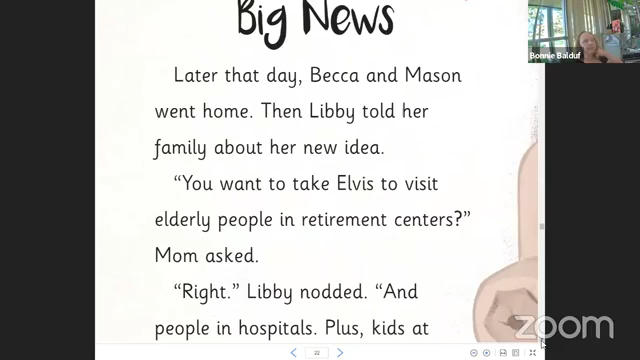 Big News
Bonnie Balduf
Later that day, Becca and Mason
went home. Then Libby told her
family about her new idea.
“You want to take Elvis to visit
elderly people in retirement centers?”
Mom asked.
“Right.” Libby nodded. “And
people in hospitals. Plus, kids at
zoom
22